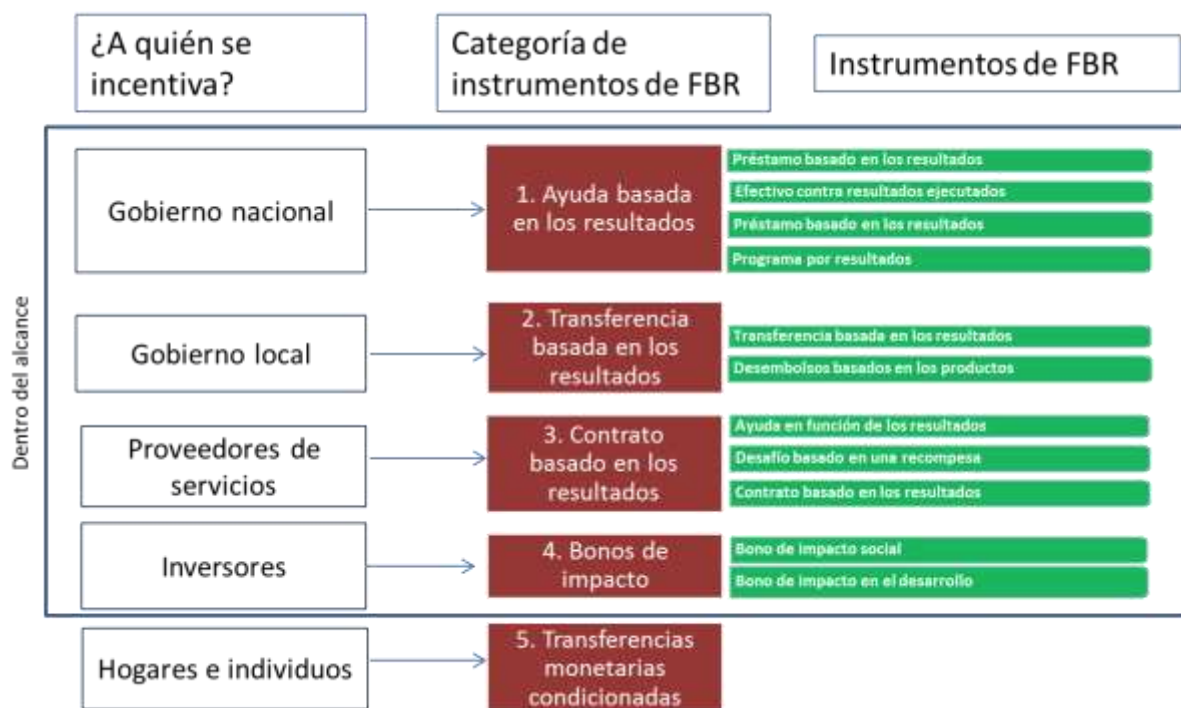 ¿A quién se
incentiva?
Categoría de
instrumentos de FBR
Instrumentos de FBR
Dentro del alcance
Gobierno nacional
1. Ayuda basada
en los resultados
Préstamo basado en los resultados
Efectivo contra resultados ejecutados
Préstamo basado en los resultados
Programa por resultados
Gobierno local
2. Transferencia
basada en los
resultados
Transferencia basada en los resultados
Desembolsos basados en los productos
Proveedores de
servicios
3. Contrato
basado en los
resultados
Ayuda en función de los resultados
Desafío basado en una recompesa
Contrato basado en los resultados
Inversores
4. Bonos de
impacto
Bono de impacto social
Bono de impacto en el desarrollo
Hogares e individuos
5. Transferencias
monetarias
condicionadas